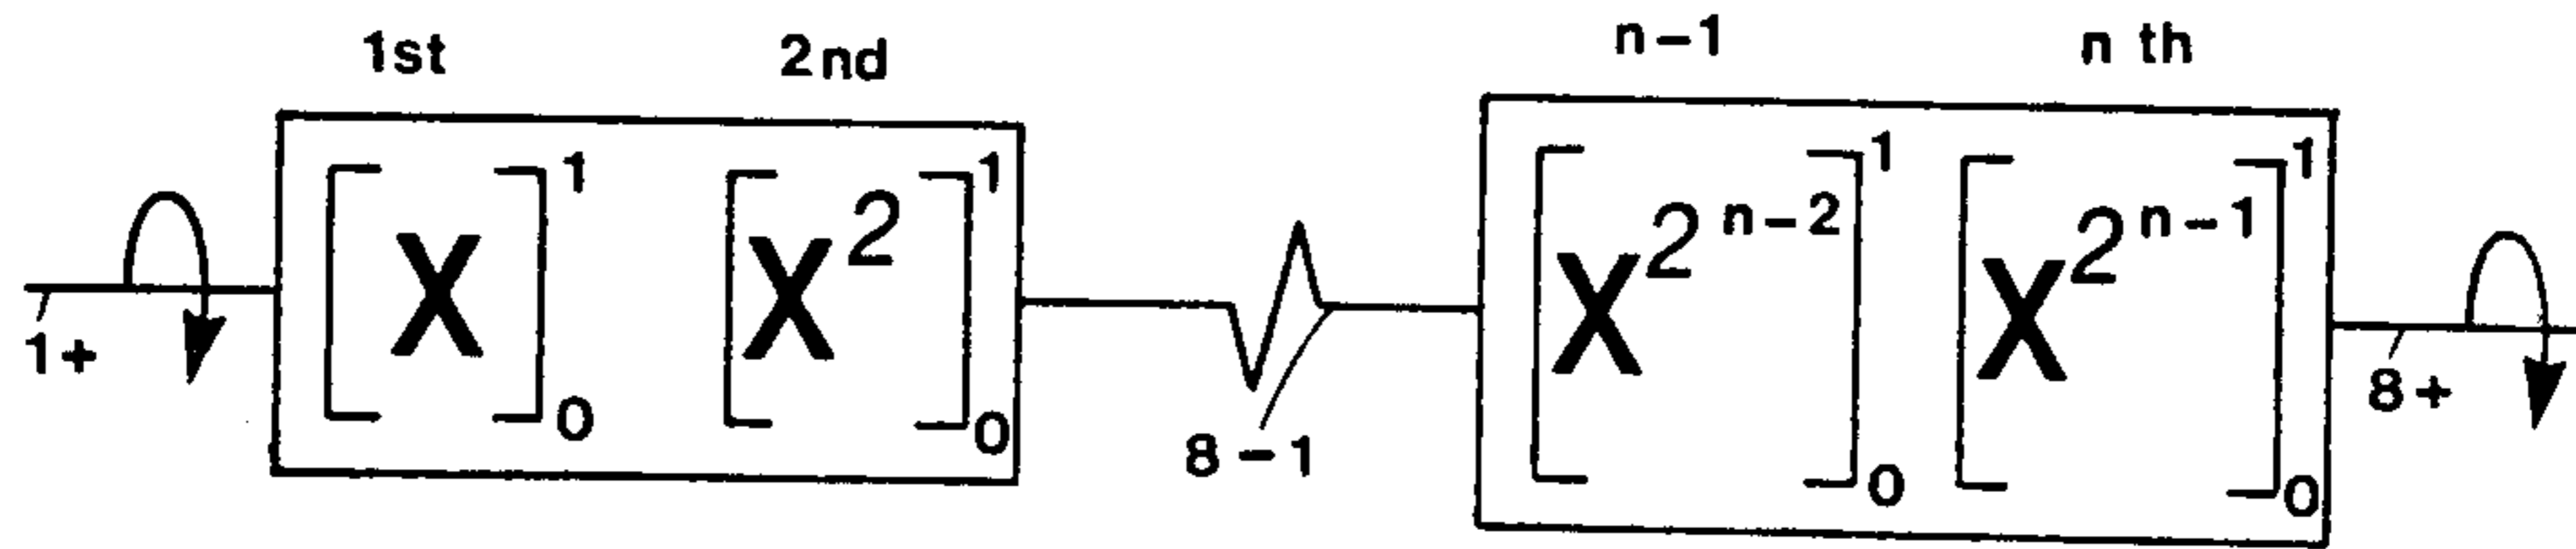 1st 2nd n-1 n th
[X]¹₀ [X²]¹₀ [X^2^n-2]¹₀ [X^2^n-1]¹₀
1+ 8-1 8+